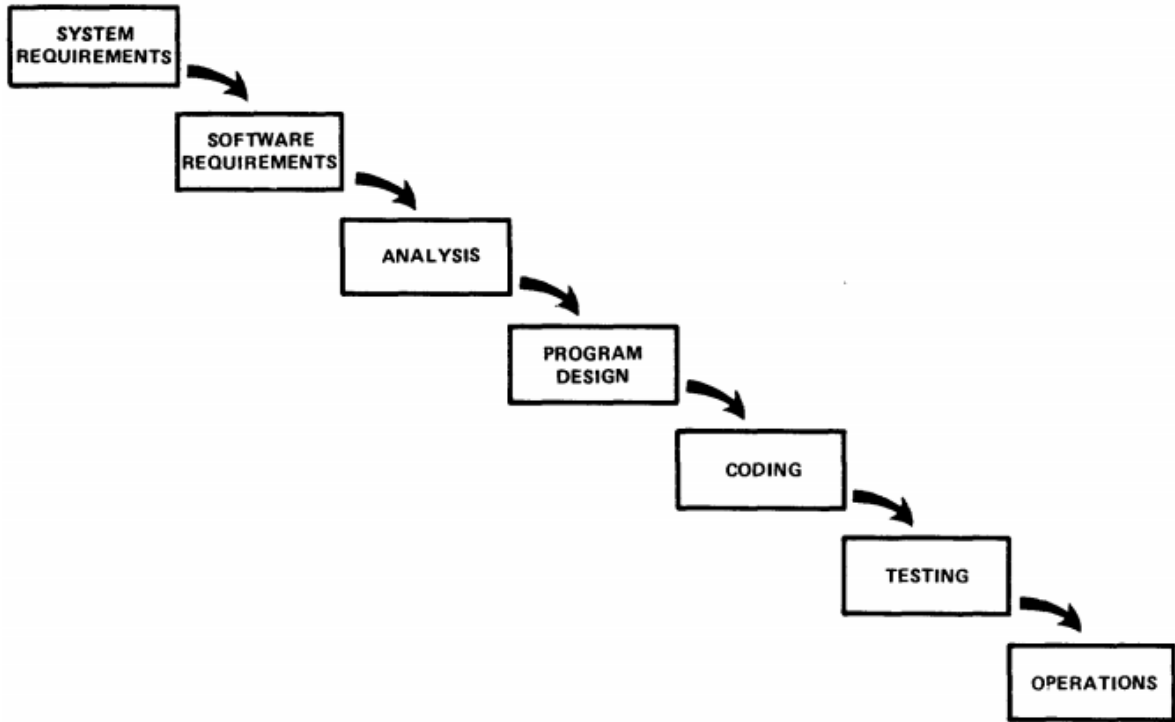 SYSTEM
REQUIREMENTS
SOFTWARE
REQUIREMENTS
ANALYSIS
PROGRAM
DESIGN
CODING
TESTING
OPERATIONS